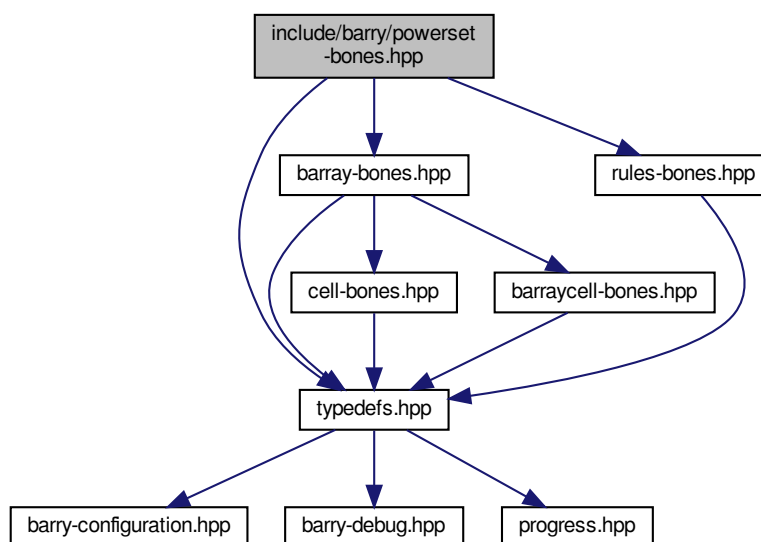 include/barry/powerset
-bones.hpp
barray-bones.hpp
rules-bones.hpp
cell-bones.hpp
barraycell-bones.hpp
typedefs.hpp
barry-configuration.hpp
barry-debug.hpp
progress.hpp